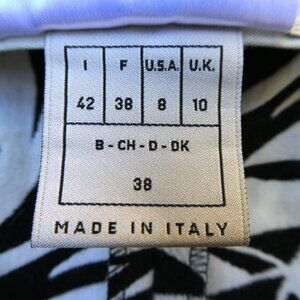 I F U.S.A. U.K.
42 38 8 10
B - CH - D - DK
38
MADE IN ITALY